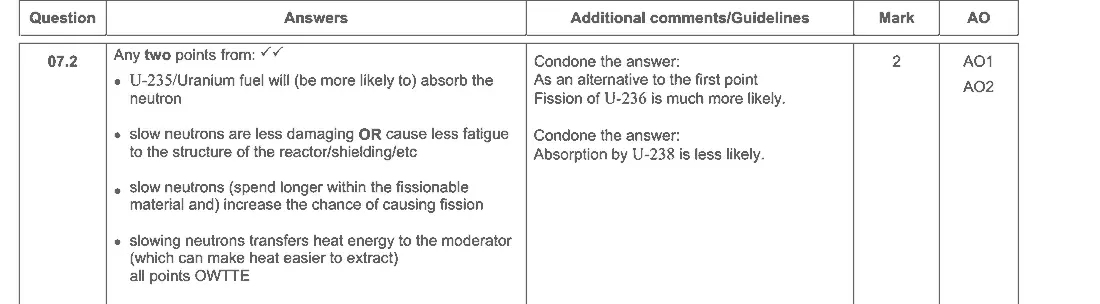 Question Answers Additional comments/Guidelines Mark AO
07.2 Any two points from: ✓✓
• U-235/Uranium fuel will (be more likely to) absorb the
neutron
• slow neutrons are less damaging OR cause less fatigue
to the structure of the reactor/shielding/etc
• slow neutrons (spend longer within the fissionable
material and) increase the chance of causing fission
• slowing neutrons transfers heat energy to the moderator
(which can make heat easier to extract)
all points OWTTE
Condone the answer:
As an alternative to the first point
Fission of U-236 is much more likely.
Condone the answer:
Absorption by U-238 is less likely.
2
AO1
AO2